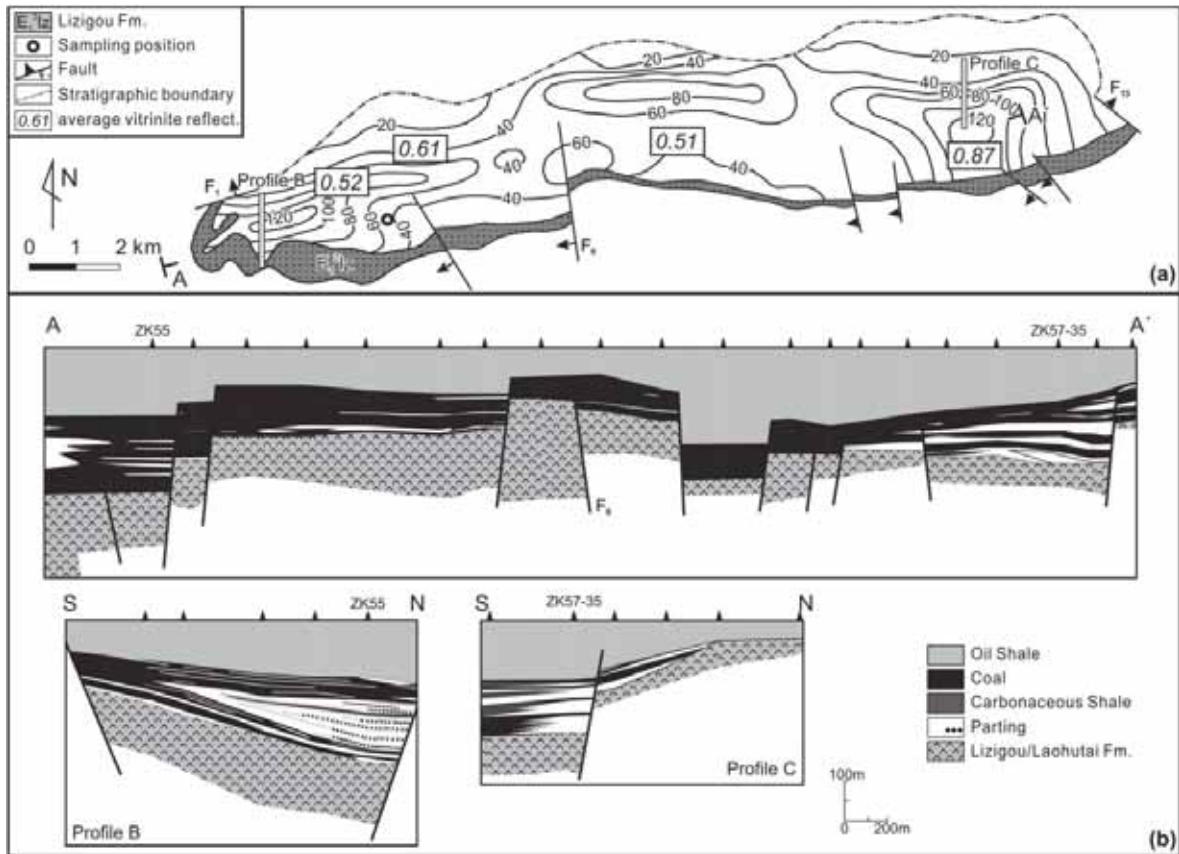 Lizigou Fm.
Sampling position
Fault
Stratigraphic boundary
0.61 average vitrinite reflect.
N
0 1 2 km
A
F₁
Profile B
0.52
0.61
0.51
0.87
Profile C
F₆
F₁₃
A'
20
40
20
40
60
80
20
40
60
80
100
120
60
40
40
40
60
40
120
100
80
60
40
(a)
A
ZK55
ZK57-35
A'
F₆
S
ZK55
N
Profile B
S
ZK57-35
N
Profile C
Oil Shale
Coal
Carbonaceous Shale
Parting
Lizigou/Laohutai Fm.
100m
0 200m
(b)